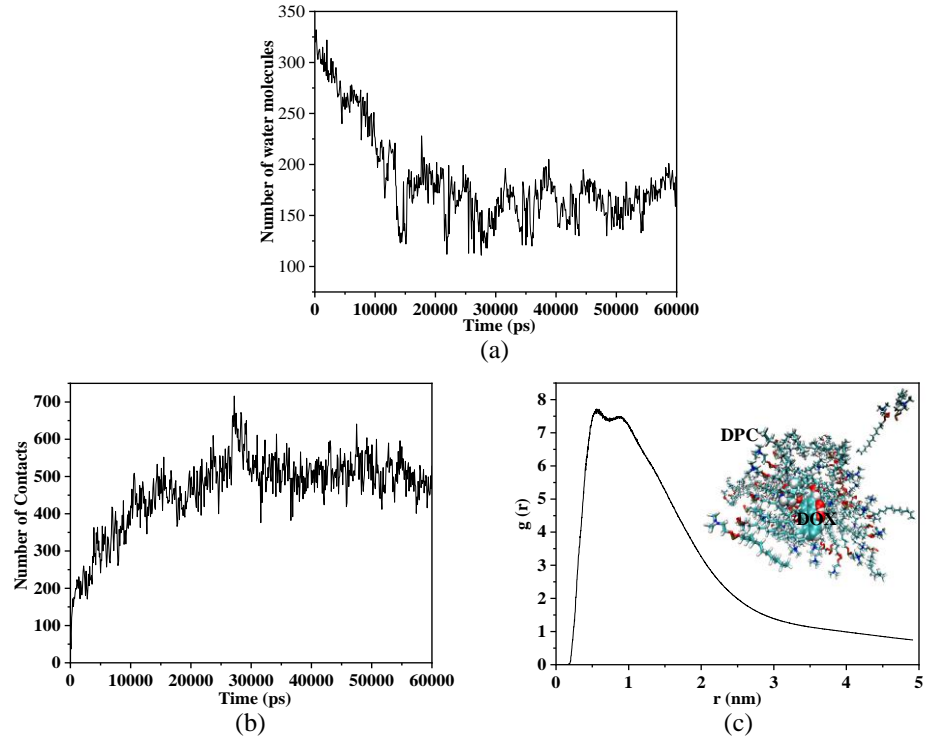 350
300
250
200
150
100
Number of water molecules
0 10000 20000 30000 40000 50000 60000
Time (ps)
(a)
700
600
500
400
300
200
100
0
Number of Contacts
0 10000 20000 30000 40000 50000 60000
Time (ps)
(b)
8
7
6
5
4
3
2
1
0
g (r)
DPC
DOX
0 1 2 3 4 5
r (nm)
(c)